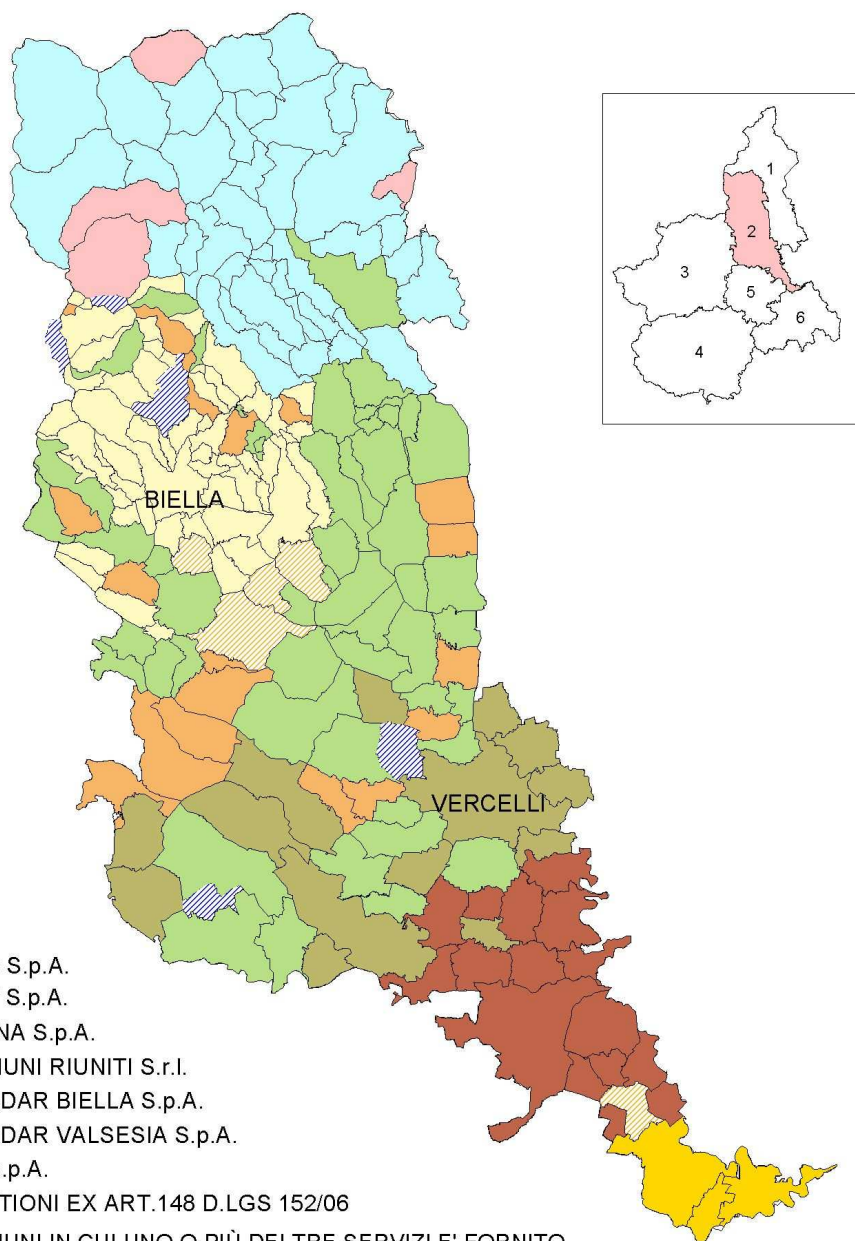 1
2
3
5
6
4
BIELLA
VERCELLI
S.p.A.
S.p.A.
NA S.p.A.
UNI RIUNITI S.r.l.
DAR BIELLA S.p.A.
DAR VALSESIA S.p.A.
.p.A.
TIONI EX ART.148 D.LGS 152/06